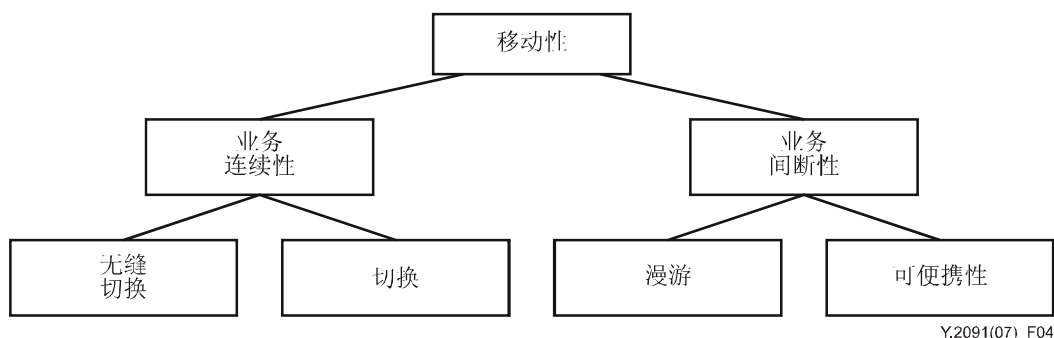 移动性
业务
连续性
业务
间断性
无缝
切换
切换
漫游
可便携性
Y.2091(07)_F04